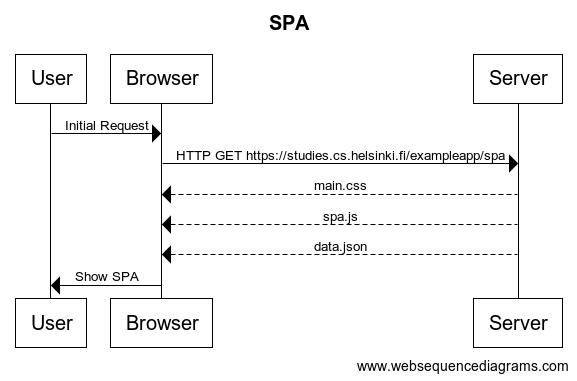 SPA
User Browser Server
Initial Request
HTTP GET https://studies.cs.helsinki.fi/exampleapp/spa
main.css
spa.js
data.json
Show SPA
User Browser Server
www.websequencediagrams.com